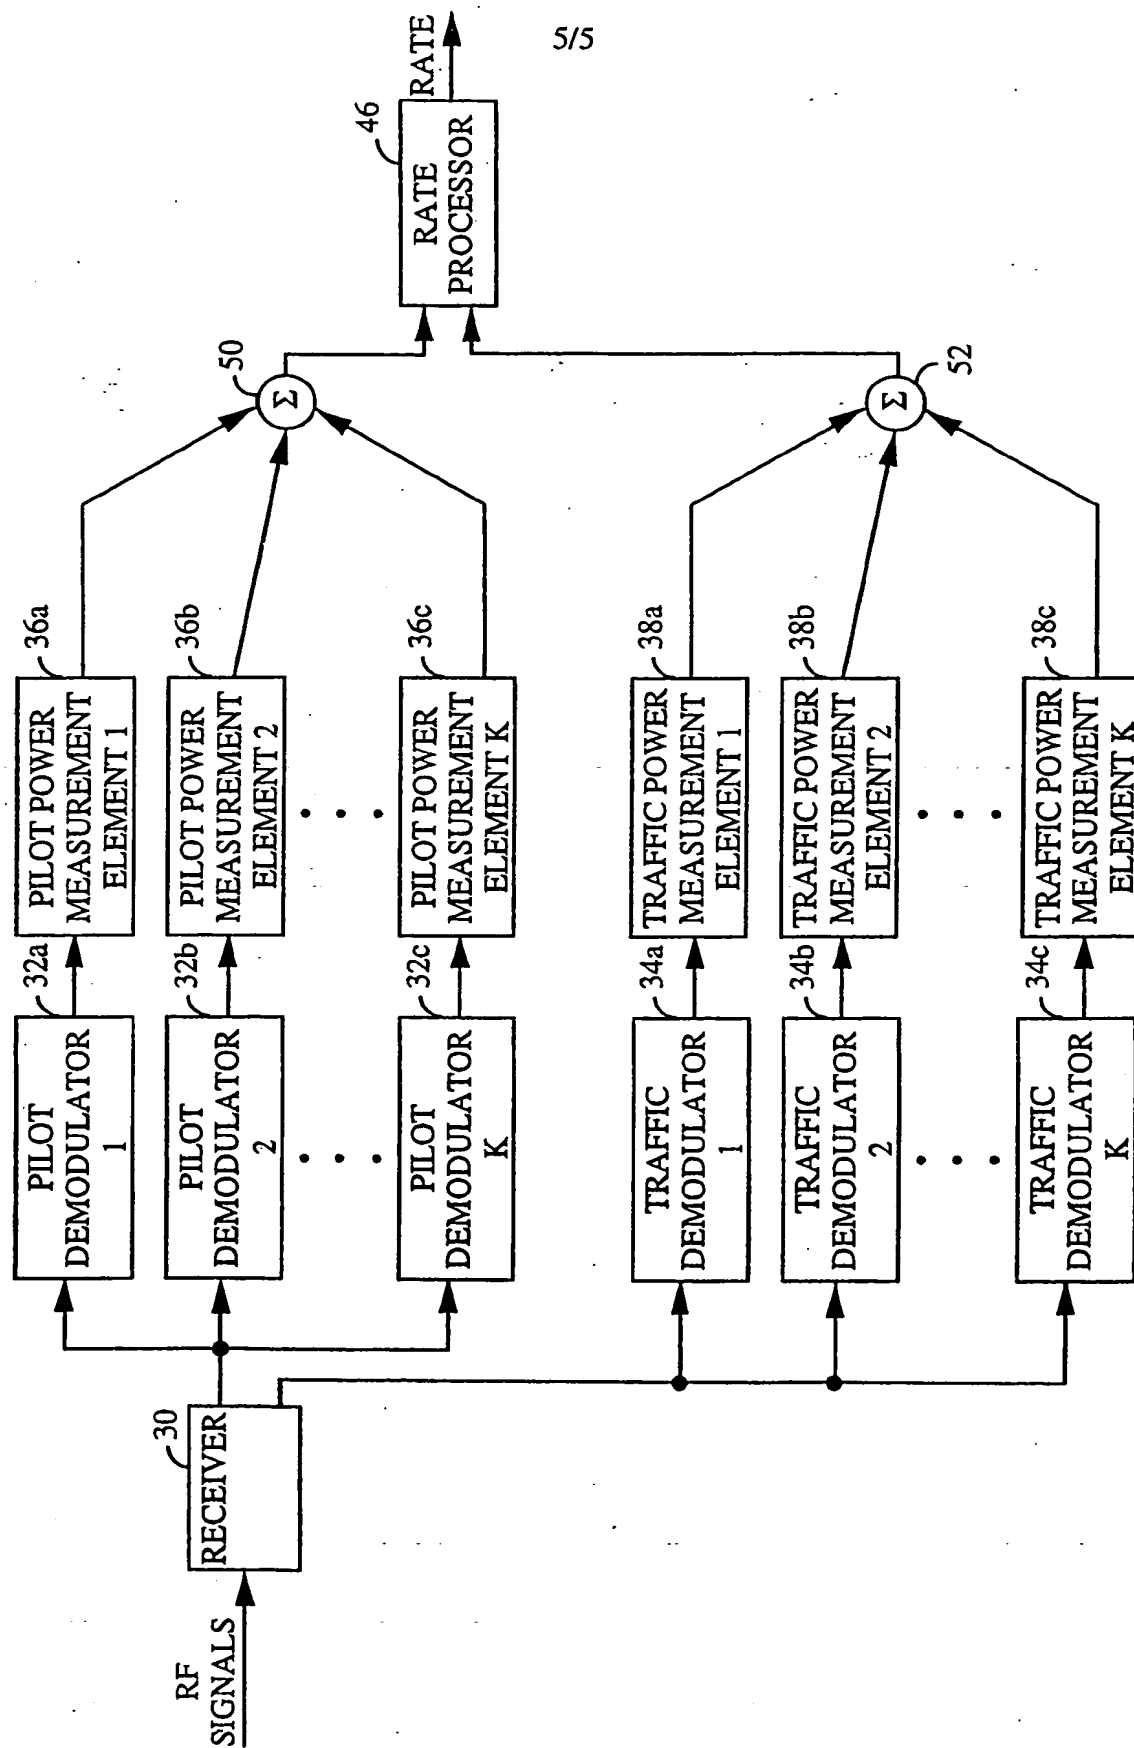 5/5
RF
SIGNALS
30
RECEIVER
32a
PILOT
DEMODULATOR
1
36a
PILOT POWER
MEASUREMENT
ELEMENT 1
32b
PILOT
DEMODULATOR
2
36b
PILOT POWER
MEASUREMENT
ELEMENT 2
32c
PILOT
DEMODULATOR
K
36c
PILOT POWER
MEASUREMENT
ELEMENT K
50
Σ
34a
TRAFFIC
DEMODULATOR
1
38a
TRAFFIC POWER
MEASUREMENT
ELEMENT 1
34b
TRAFFIC
DEMODULATOR
2
38b
TRAFFIC POWER
MEASUREMENT
ELEMENT 2
34c
TRAFFIC
DEMODULATOR
K
38c
TRAFFIC POWER
MEASUREMENT
ELEMENT K
52
Σ
46
RATE
PROCESSOR
RATE